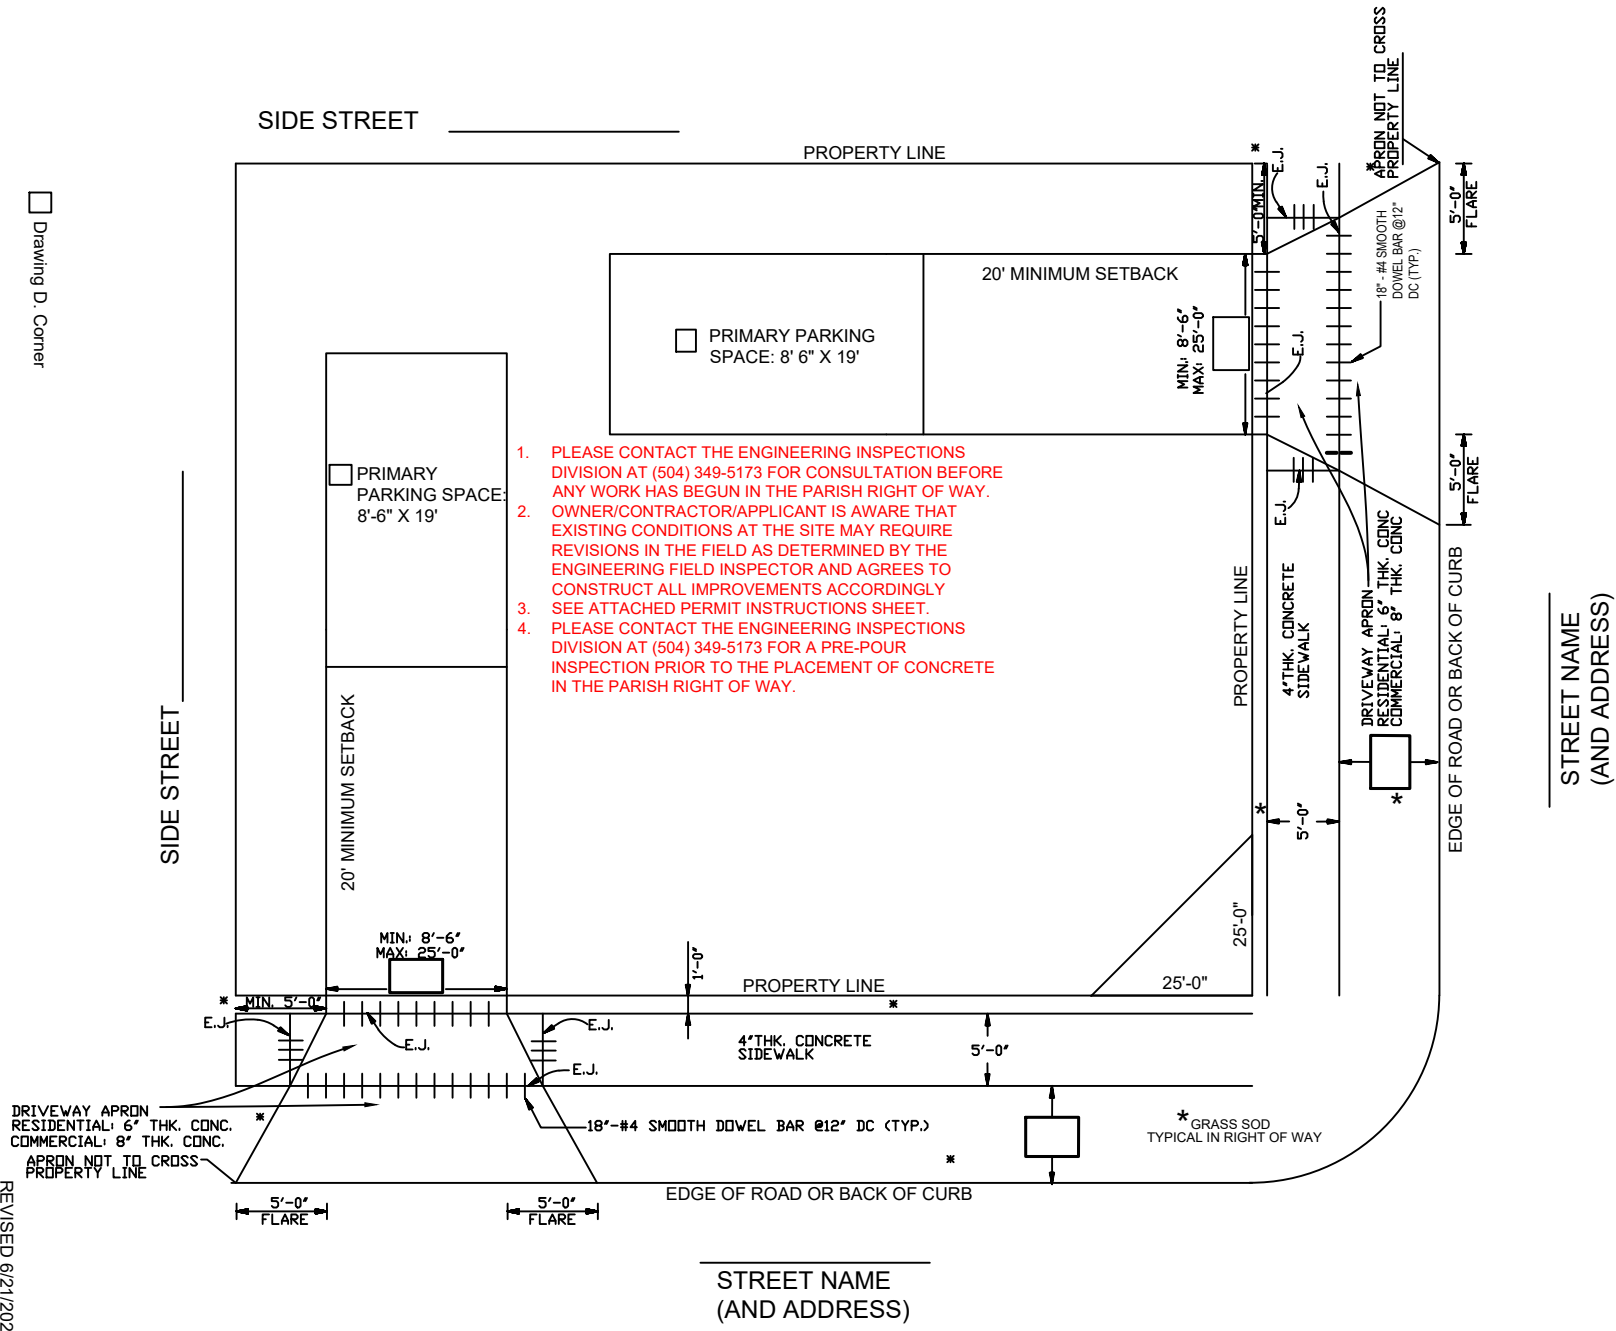 SIDE STREET
PROPERTY LINE
*
E.J.
E.J.
*
APRON NOT TO CROSS
PROPERTY LINE
5'-0" MIN.
5'-0"
FLARE
18" - #4 SMOOTH
DOWEL BAR @12"
DC (TYP.)
Drawing D. Corner
20' MINIMUM SETBACK
PRIMARY PARKING
SPACE: 8' 6" X 19'
MIN.: 8'-6"
MAX: 25'-0"
E.J.
5'-0"
FLARE
E.J.
PRIMARY
PARKING SPACE:
8'-6" X 19'
1. PLEASE CONTACT THE ENGINEERING INSPECTIONS
DIVISION AT (504) 349-5173 FOR CONSULTATION BEFORE
ANY WORK HAS BEGUN IN THE PARISH RIGHT OF WAY.
2. OWNER/CONTRACTOR/APPLICANT IS AWARE THAT
EXISTING CONDITIONS AT THE SITE MAY REQUIRE
REVISIONS IN THE FIELD AS DETERMINED BY THE
ENGINEERING FIELD INSPECTOR AND AGREES TO
CONSTRUCT ALL IMPROVEMENTS ACCORDINGLY
3. SEE ATTACHED PERMIT INSTRUCTIONS SHEET.
4. PLEASE CONTACT THE ENGINEERING INSPECTIONS
DIVISION AT (504) 349-5173 FOR A PRE-POUR
INSPECTION PRIOR TO THE PLACEMENT OF CONCRETE
IN THE PARISH RIGHT OF WAY.
PROPERTY LINE
4"THK. CONCRETE
SIDEWALK
DRIVEWAY APRON
RESIDENTIAL: 6" THK. CONC
COMMERCIAL: 8" THK. CONC
EDGE OF ROAD OR BACK OF CURB
STREET NAME
(AND ADDRESS)
*
*
5'-0"
SIDE STREET
20' MINIMUM SETBACK
MIN.: 8'-6"
MAX: 25'-0"
25'-0"
25'-0"
1'-0"
PROPERTY LINE
*
*
MIN. 5'-0"
E.J.
E.J.
E.J.
E.J.
4"THK. CONCRETE
SIDEWALK
5'-0"
DRIVEWAY APRON
RESIDENTIAL: 6" THK. CONC.
COMMERCIAL: 8" THK. CONC.
*
APRON NOT TO CROSS
PROPERTY LINE
18"-#4 SMOOTH DOWEL BAR @12" DC (TYP.)
*
* GRASS SOD
TYPICAL IN RIGHT OF WAY
5'-0"
FLARE
5'-0"
FLARE
EDGE OF ROAD OR BACK OF CURB
STREET NAME
(AND ADDRESS)
REVISED 6/21/202